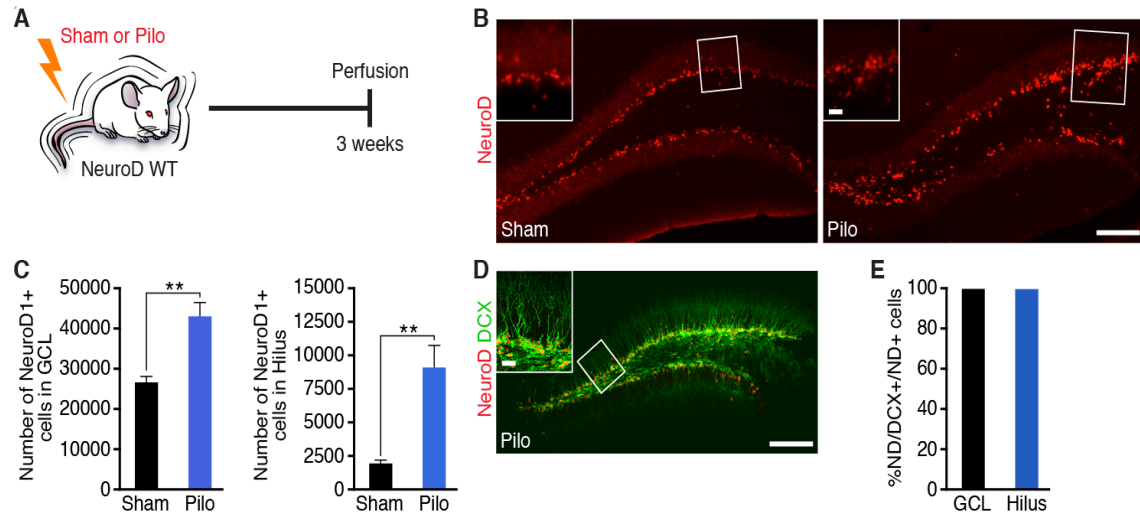 A
Sham or Pilo
NeuroD WT
Perfusion
3 weeks
B
NeuroD
Sham
Pilo
C
Number of NeuroD1+
cells in GCL
50000
40000
30000
20000
10000
0
**
Sham Pilo
Number of NeuroD1+
cells in Hilus
15000
12500
10000
7500
5000
2500
0
**
Sham Pilo
D
NeuroD DCX
Pilo
E
%ND/DCX+/ND+ cells
100
80
60
40
20
0
GCL Hilus